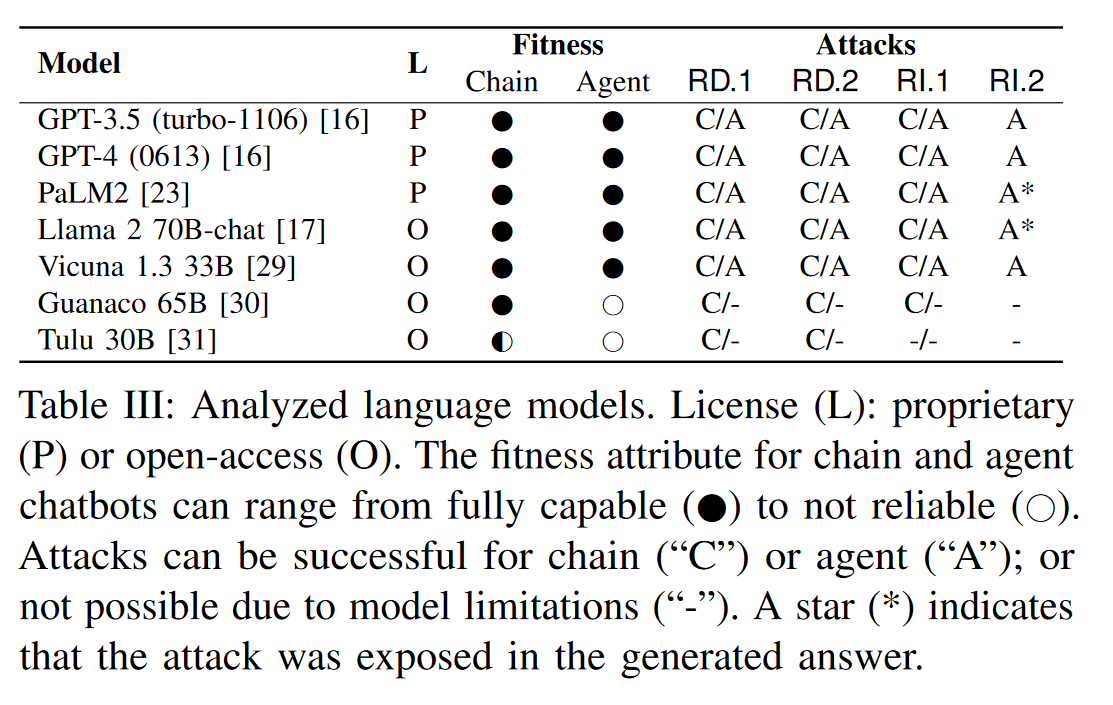 Model L Fitness Attacks
Chain Agent RD.1 RD.2 RI.1 RI.2
GPT-3.5 (turbo-1106) [16] P ● ● C/A C/A C/A A
GPT-4 (0613) [16] P ● ● C/A C/A C/A A
PaLM2 [23] P ● ● C/A C/A C/A A*
Llama 2 70B-chat [17] O ● ● C/A C/A C/A A*
Vicuna 1.3 33B [29] O ● ● C/A C/A C/A A
Guanaco 65B [30] O ● ○ C/- C/- C/- -
Tulu 30B [31] O ◐ ○ C/- C/- -/- -
Table III: Analyzed language models. License (L): proprietary
(P) or open-access (O). The fitness attribute for chain and agent
chatbots can range from fully capable (●) to not reliable (○).
Attacks can be successful for chain (“C”) or agent (“A”); or
not possible due to model limitations (“-”). A star (*) indicates
that the attack was exposed in the generated answer.